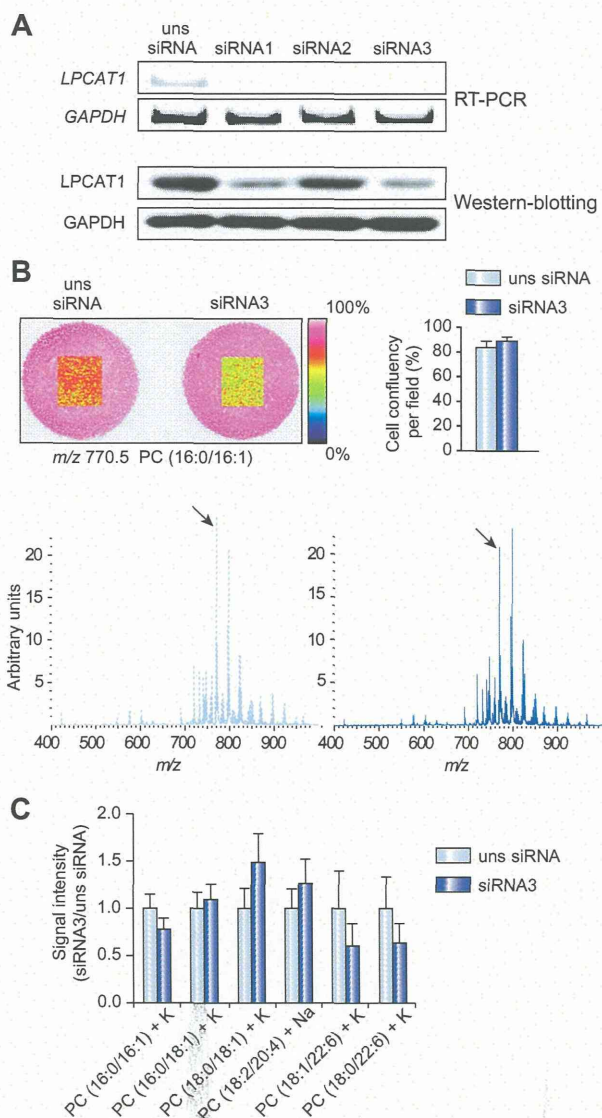 A
uns
siRNA siRNA1 siRNA2 siRNA3
LPCAT1
GAPDH
RT-PCR
LPCAT1
GAPDH
Western-blotting
B
uns
siRNA siRNA3
100%
0%
m/z 770.5 PC (16:0/16:1)
uns siRNA
siRNA3
Cell confluency
per field (%)
100
80
60
40
20
0
Arbitrary units
20
15
10
5
400 500 600 700 800 900
m/z
20
15
10
5
400 500 600 700 800 900
m/z
C
Signal intensity
(siRNA3/uns siRNA)
2.0
1.5
1.0
0.5
0.0
uns siRNA
siRNA3
PC (16:0/16:1) + K
PC (16:0/18:1) + K
PC (18:0/18:1) + K
PC (18:2/20:4) + Na
PC (18:1/22:6) + K
PC (18:0/22:6) + K